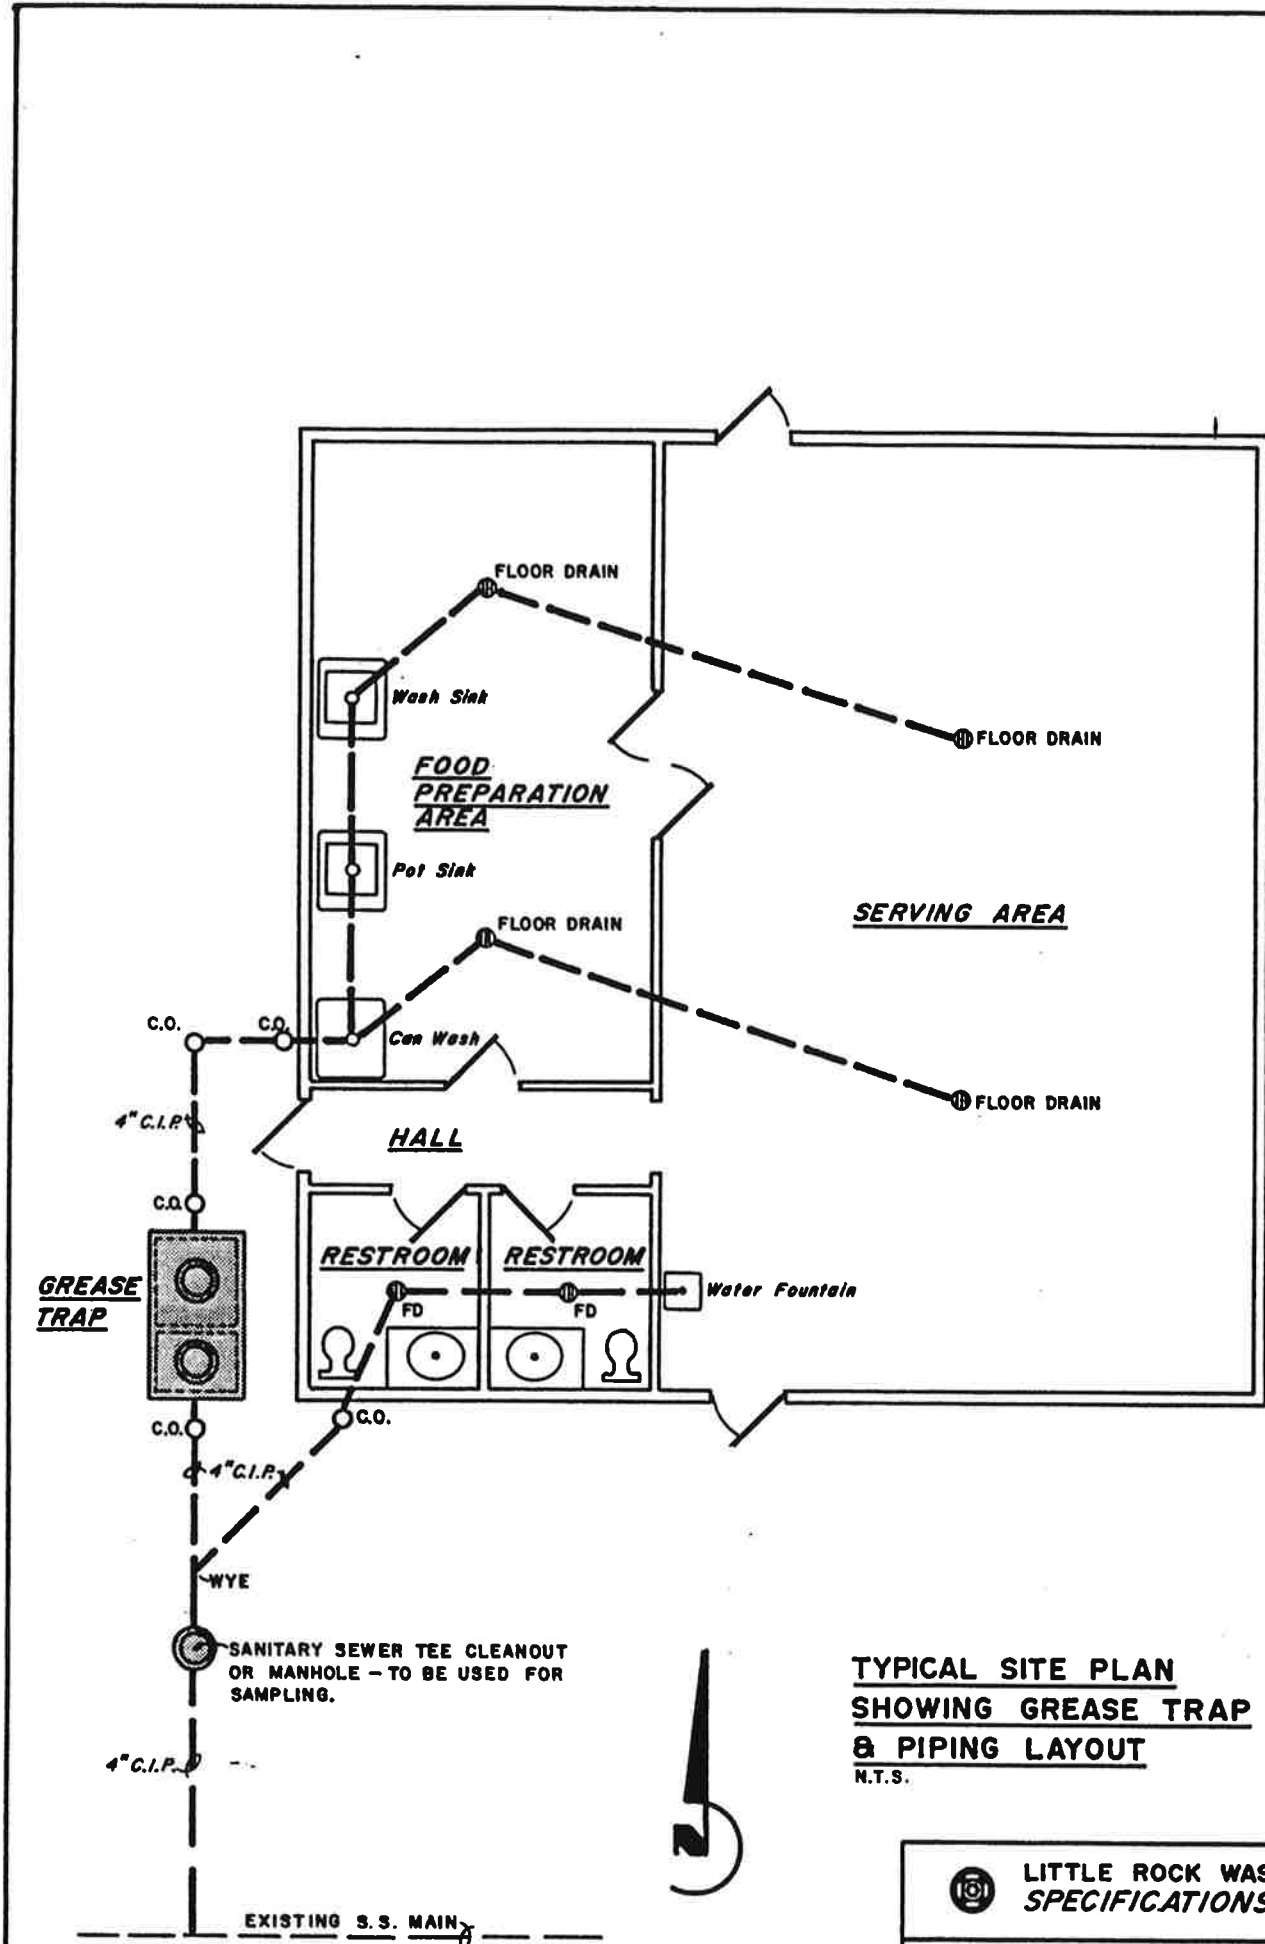 FLOOR DRAIN
Wash Sink
FLOOR DRAIN
FOOD
PREPARATION
AREA
Pot Sink
SERVING AREA
FLOOR DRAIN
C.O.
C.O.
Can Wash
FLOOR DRAIN
4" C.I.P.
HALL
C.O.
RESTROOM
RESTROOM
GREASE
TRAP
FD
FD
Water Fountain
C.O.
C.O.
4" C.I.P.
WYE
SANITARY SEWER TEE CLEANOUT
OR MANHOLE - TO BE USED FOR
SAMPLING.
4" C.I.P.
TYPICAL SITE PLAN
SHOWING GREASE TRAP
& PIPING LAYOUT
N.T.S.
N
LITTLE ROCK WAS
SPECIFICATIONS
EXISTING S.S. MAIN